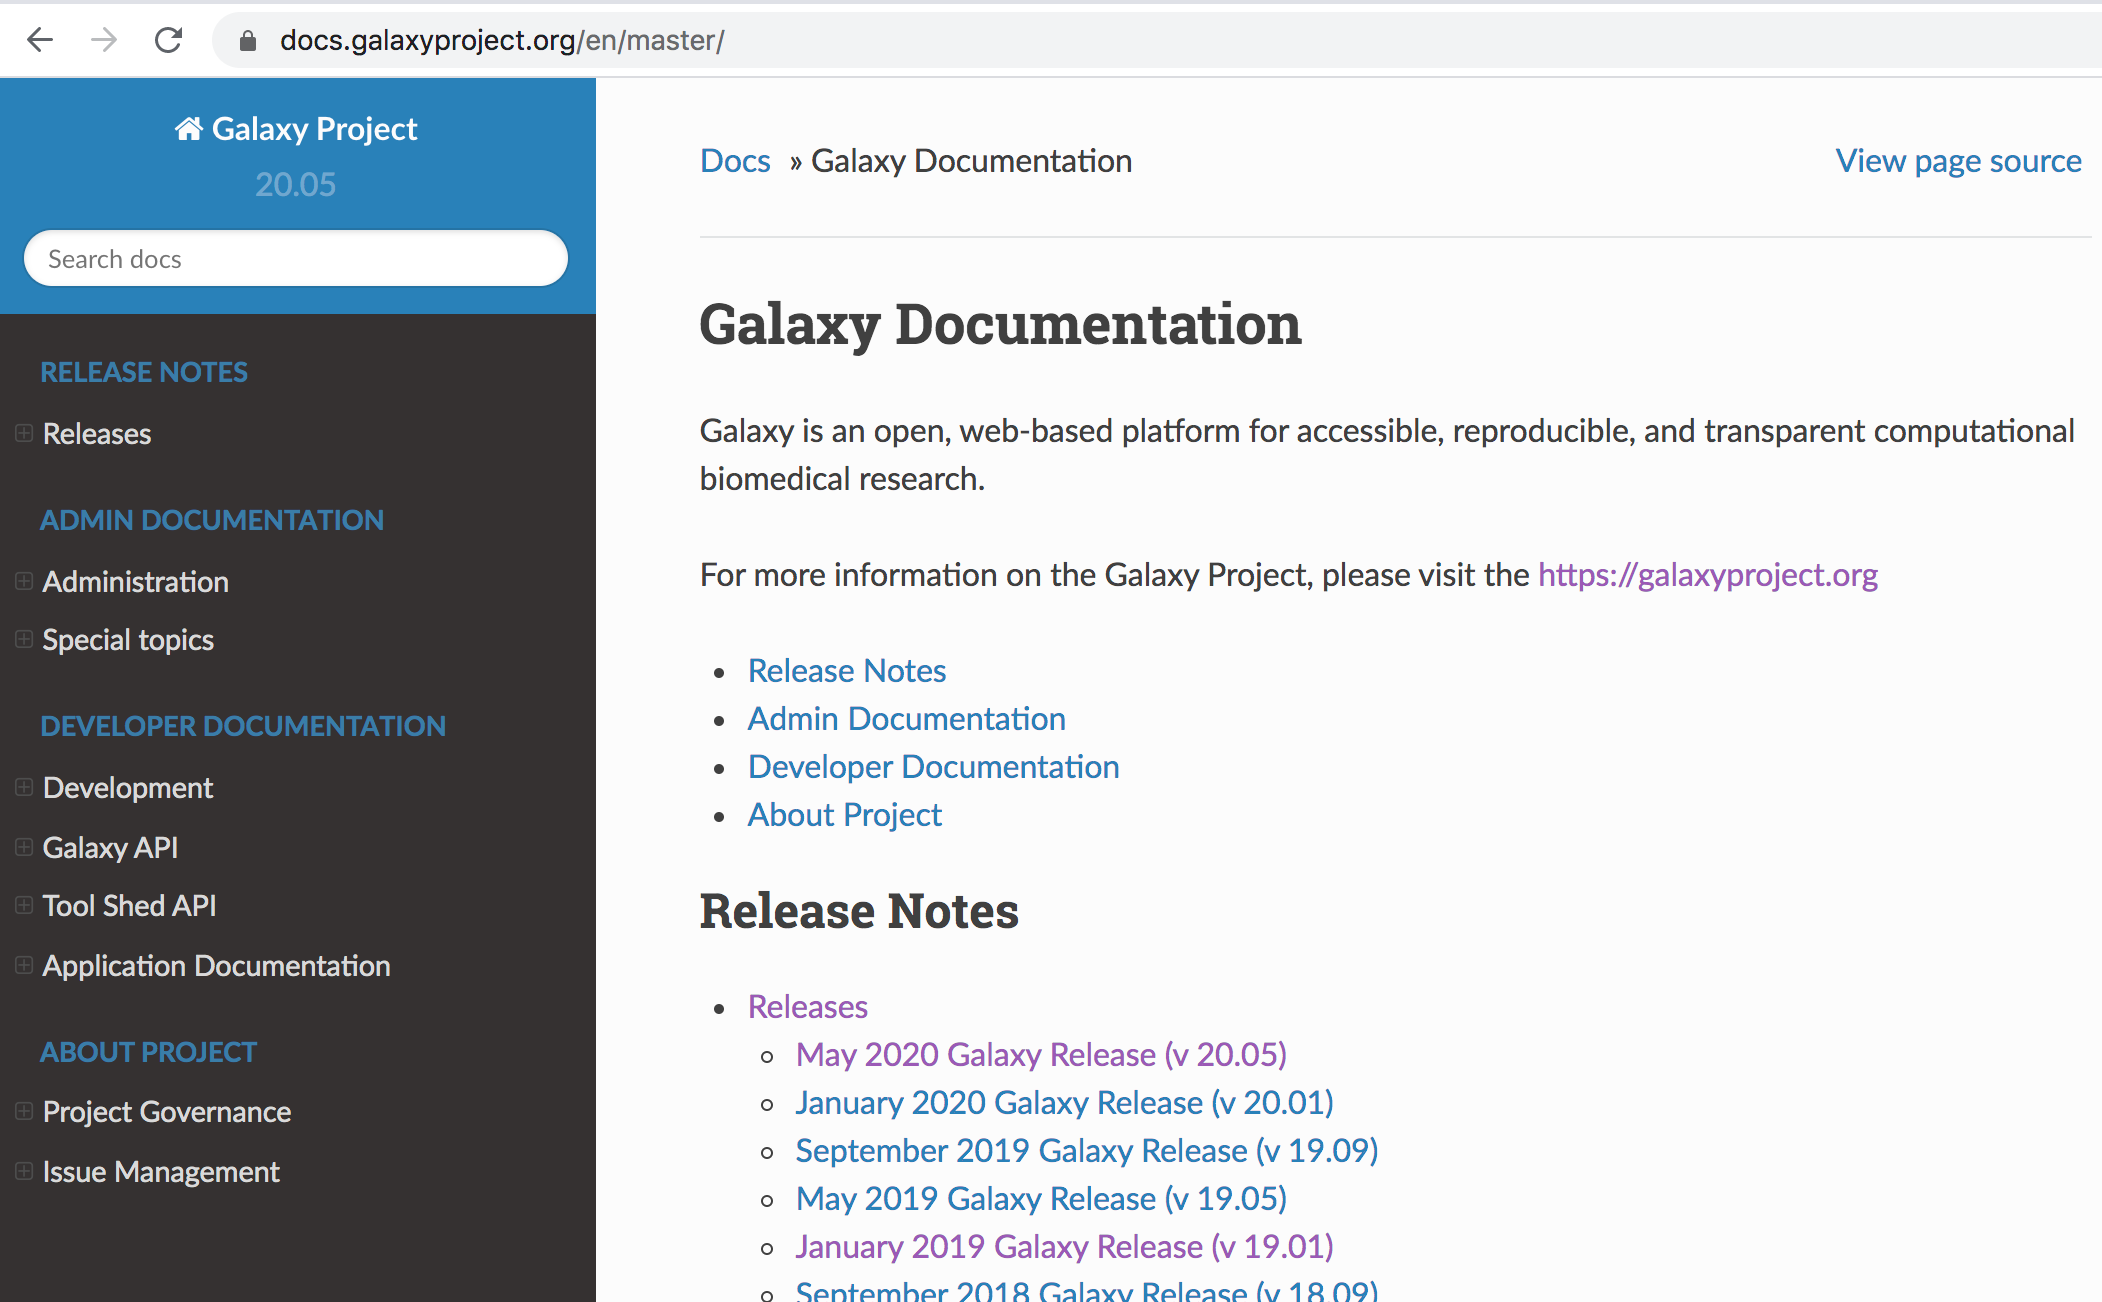 docs.galaxyproject.org/en/master/
Galaxy Project
20.05
Search docs
RELEASE NOTES
Releases
ADMIN DOCUMENTATION
Administration
Special topics
DEVELOPER DOCUMENTATION
Development
Galaxy API
Tool Shed API
Application Documentation
ABOUT PROJECT
Project Governance
Issue Management
Docs » Galaxy Documentation
View page source
Galaxy Documentation
Galaxy is an open, web-based platform for accessible, reproducible, and transparent computational
biomedical research.
For more information on the Galaxy Project, please visit the https://galaxyproject.org
Release Notes
Admin Documentation
Developer Documentation
About Project
Release Notes
Releases
May 2020 Galaxy Release (v 20.05)
January 2020 Galaxy Release (v 20.01)
September 2019 Galaxy Release (v 19.09)
May 2019 Galaxy Release (v 19.05)
January 2019 Galaxy Release (v 19.01)
September 2018 Galaxy Release (v 18.09)